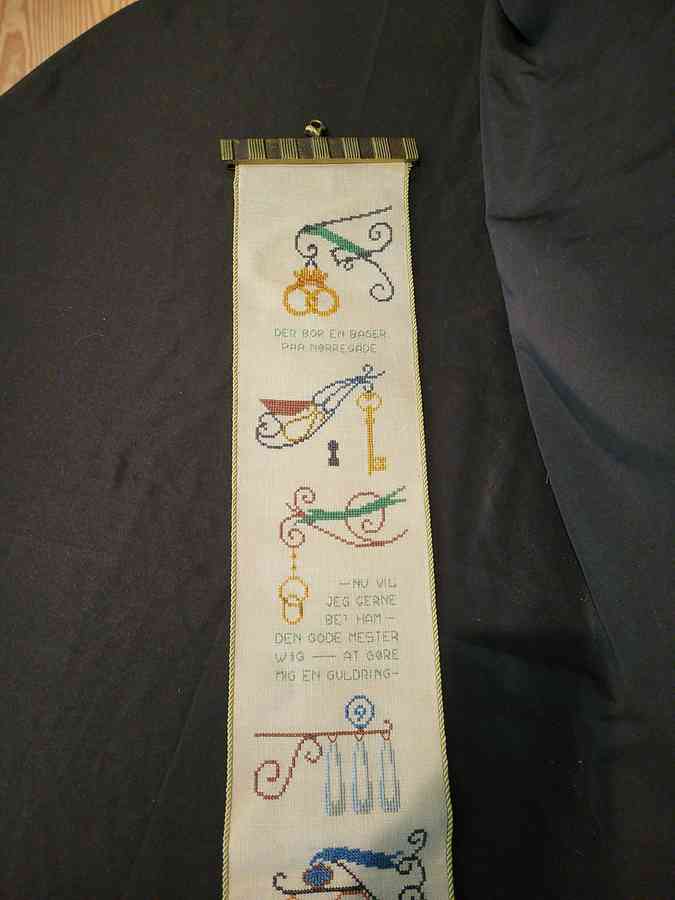 DER BOR EN BAGER
PAA NØRREGADE
—NU VIL
JEG GERNE
BE? HAM —
DEN GODE MESTER
WIG — AT GØRE
MIG EN GULDRING—